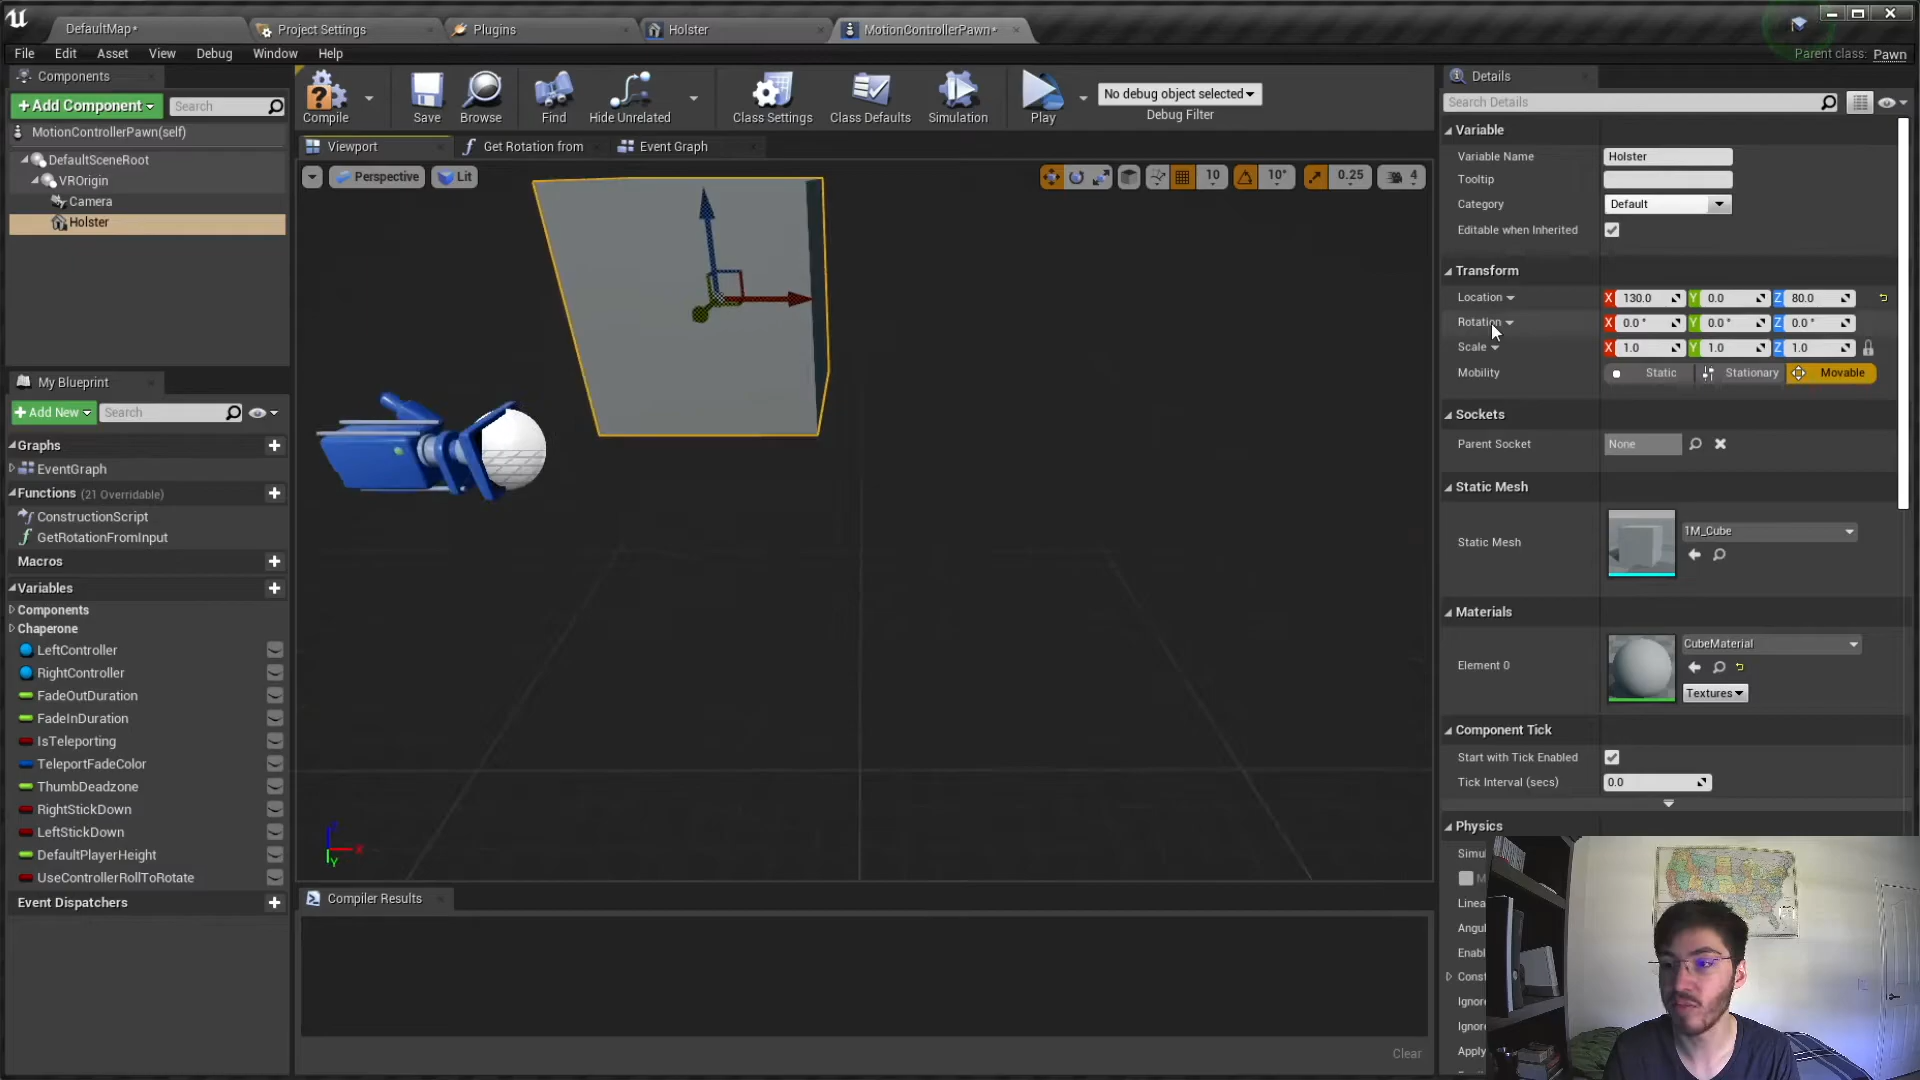 DefaultMap*
Project Settings
Plugins
Holster
MotionControllerPawn*
File
Edit
Asset
View
Debug
Window
Help
Parent class: Pawn
Components
+Add Component
Search
MotionControllerPawn(self)
DefaultSceneRoot
VROrigin
Camera
Holster
Compile
Save
Browse
Find
Hide Unrelated
Class Settings
Class Defaults
Simulation
Play
No debug object selected
Debug Filter
Viewport
Get Rotation from
Event Graph
Perspective
Lit
10
10°
0.25
4
My Blueprint
+Add New
Search
Graphs
EventGraph
Functions (21 Overridable)
ConstructionScript
GetRotationFromInput
Macros
Variables
Components
Chaperone
LeftController
RightController
FadeOutDuration
FadeInDuration
IsTeleporting
TeleportFadeColor
ThumbDeadzone
RightStickDown
LeftStickDown
DefaultPlayerHeight
UseControllerRollToRotate
Event Dispatchers
X
Y
Compiler Results
Clear
Details
Search Details
Variable
Variable Name
Holster
Tooltip
Category
Default
Editable when Inherited
Transform
Location
X 130.0 Y 0.0 Z 80.0
Rotation
X 0.0 ° Y 0.0 ° Z 0.0 °
Scale
X 1.0 Y 1.0 Z 1.0
Mobility
Static
Stationary
Movable
Sockets
Parent Socket
None
Static Mesh
Static Mesh
1M_Cube
Materials
Element 0
CubeMaterial
Textures
Component Tick
Start with Tick Enabled
Tick Interval (secs)
0.0
Physics
Simu
M
Linea
Angul
Enabl
Const
Ignore
Ignore
Apply